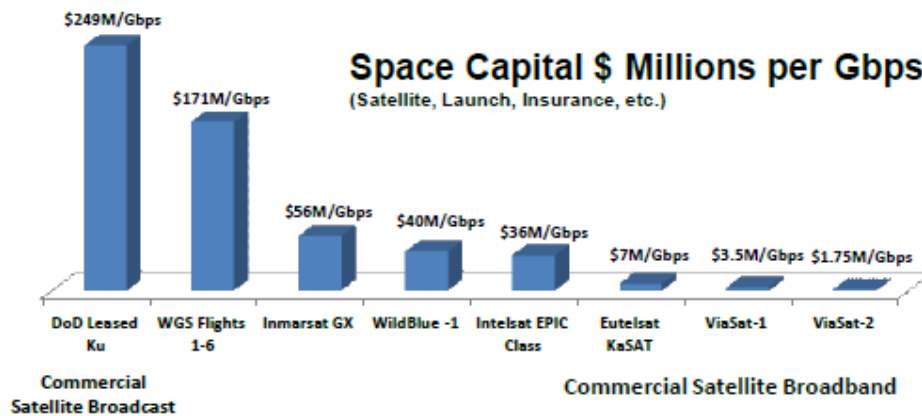 $249M/Gbps
Space Capital $ Millions per Gbps
(Satellite, Launch, Insurance, etc.)
$171M/Gbps
$56M/Gbps
$40M/Gbps
$36M/Gbps
$7M/Gbps
$3.5M/Gbps
$1.75M/Gbps
DoD Leased
Ku
WGS Flights
1-6
Inmarsat GX
WildBlue -1
Intelsat EPIC
Class
Eutelsat
KaSAT
ViaSat-1
ViaSat-2
Commercial
Satellite Broadcast
Commercial Satellite Broadband